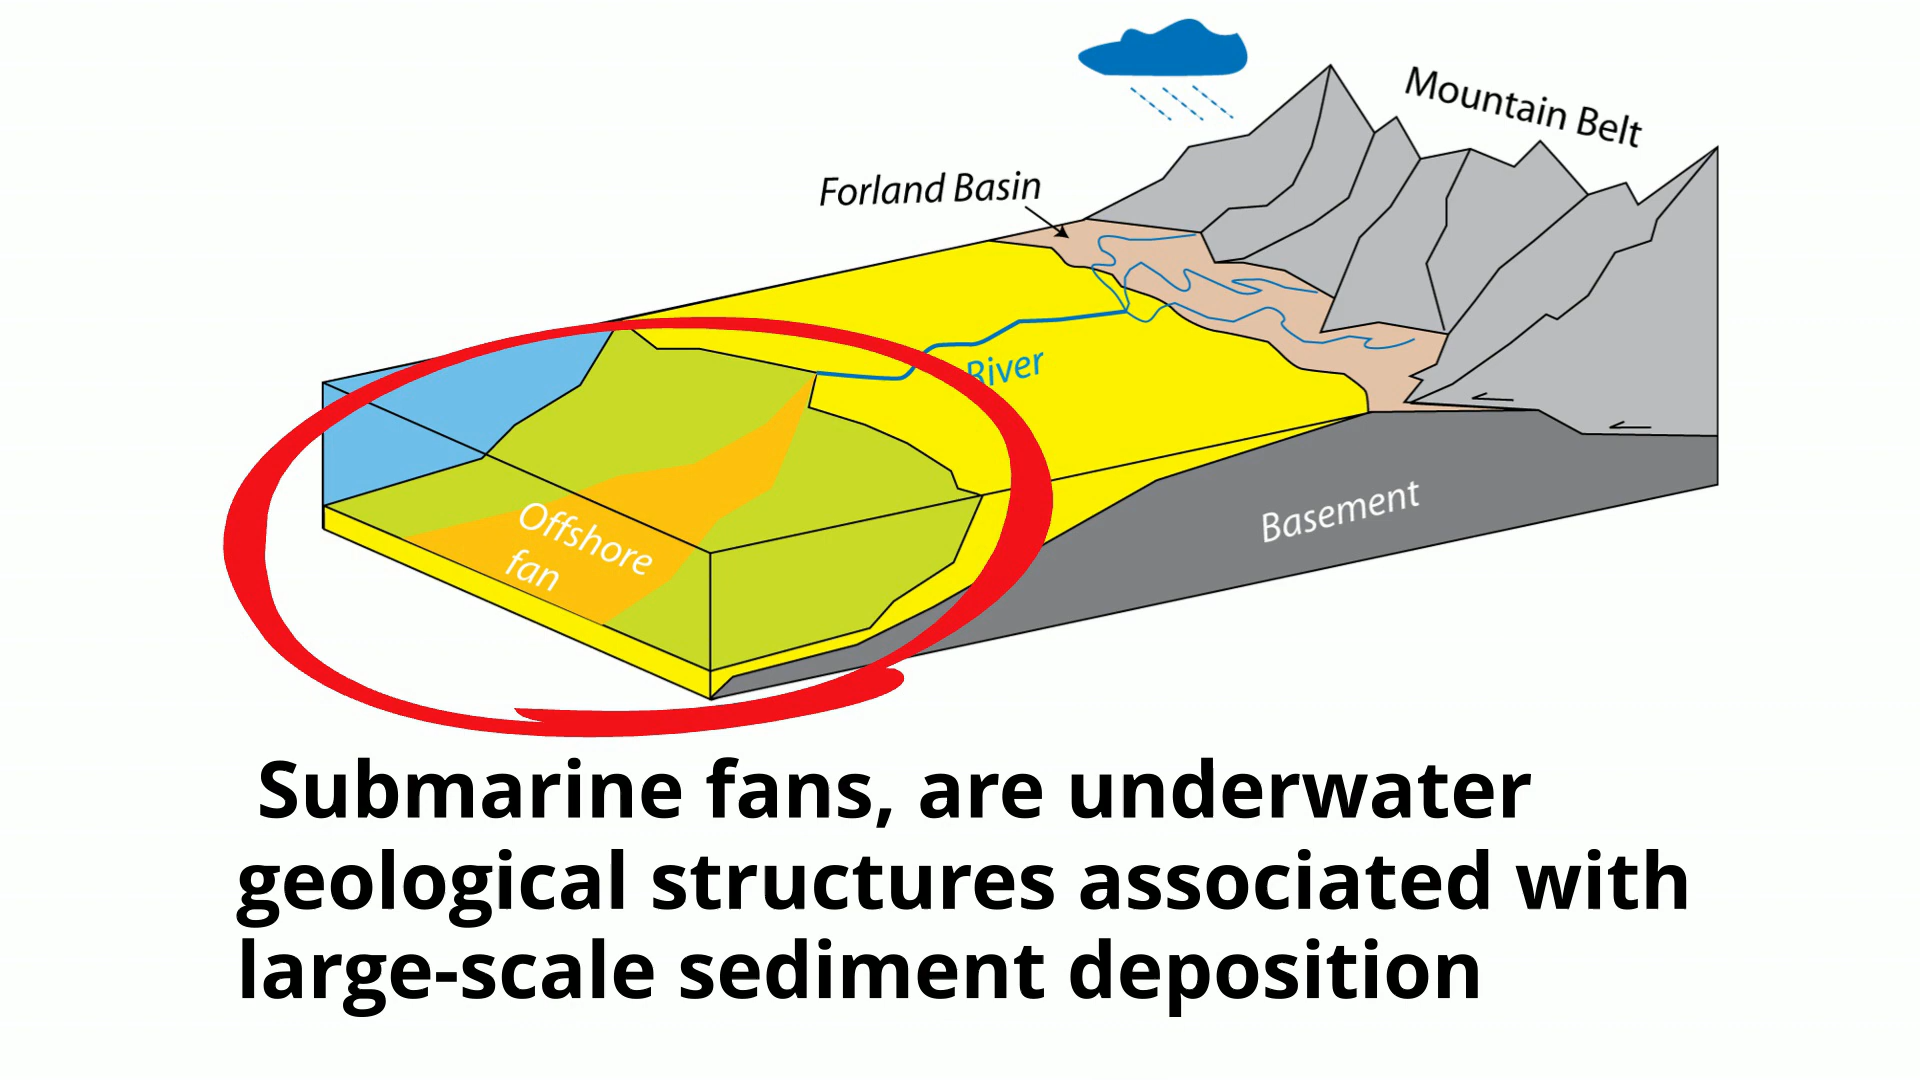 Mountain Belt
Forland Basin
River
Offshore
fan
Basement
Submarine fans, are underwater
geological structures associated with
large-scale sediment deposition